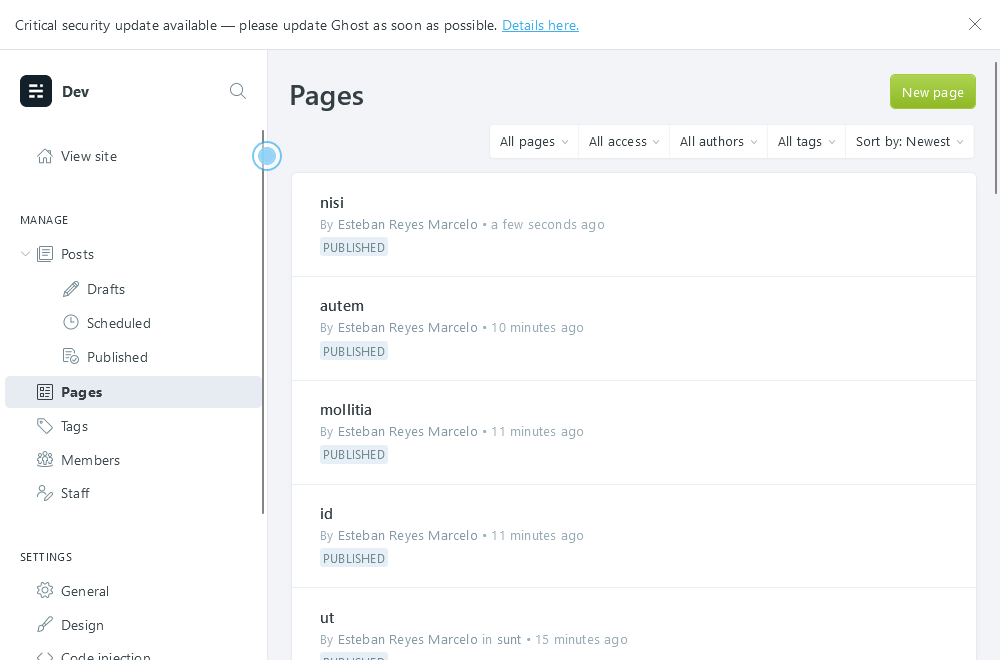 Critical security update available — please update Ghost as soon as possible. Details here.
Dev
View site
MANAGE
Posts
Drafts
Scheduled
Published
Pages
Tags
Members
Staff
SETTINGS
General
Design
Code injection
Pages
New page
All pages
All access
All authors
All tags
Sort by: Newest
nisi
By Esteban Reyes Marcelo • a few seconds ago
PUBLISHED
autem
By Esteban Reyes Marcelo • 10 minutes ago
PUBLISHED
mollitia
By Esteban Reyes Marcelo • 11 minutes ago
PUBLISHED
id
By Esteban Reyes Marcelo • 11 minutes ago
PUBLISHED
ut
By Esteban Reyes Marcelo in sunt • 15 minutes ago
PUBLISHED